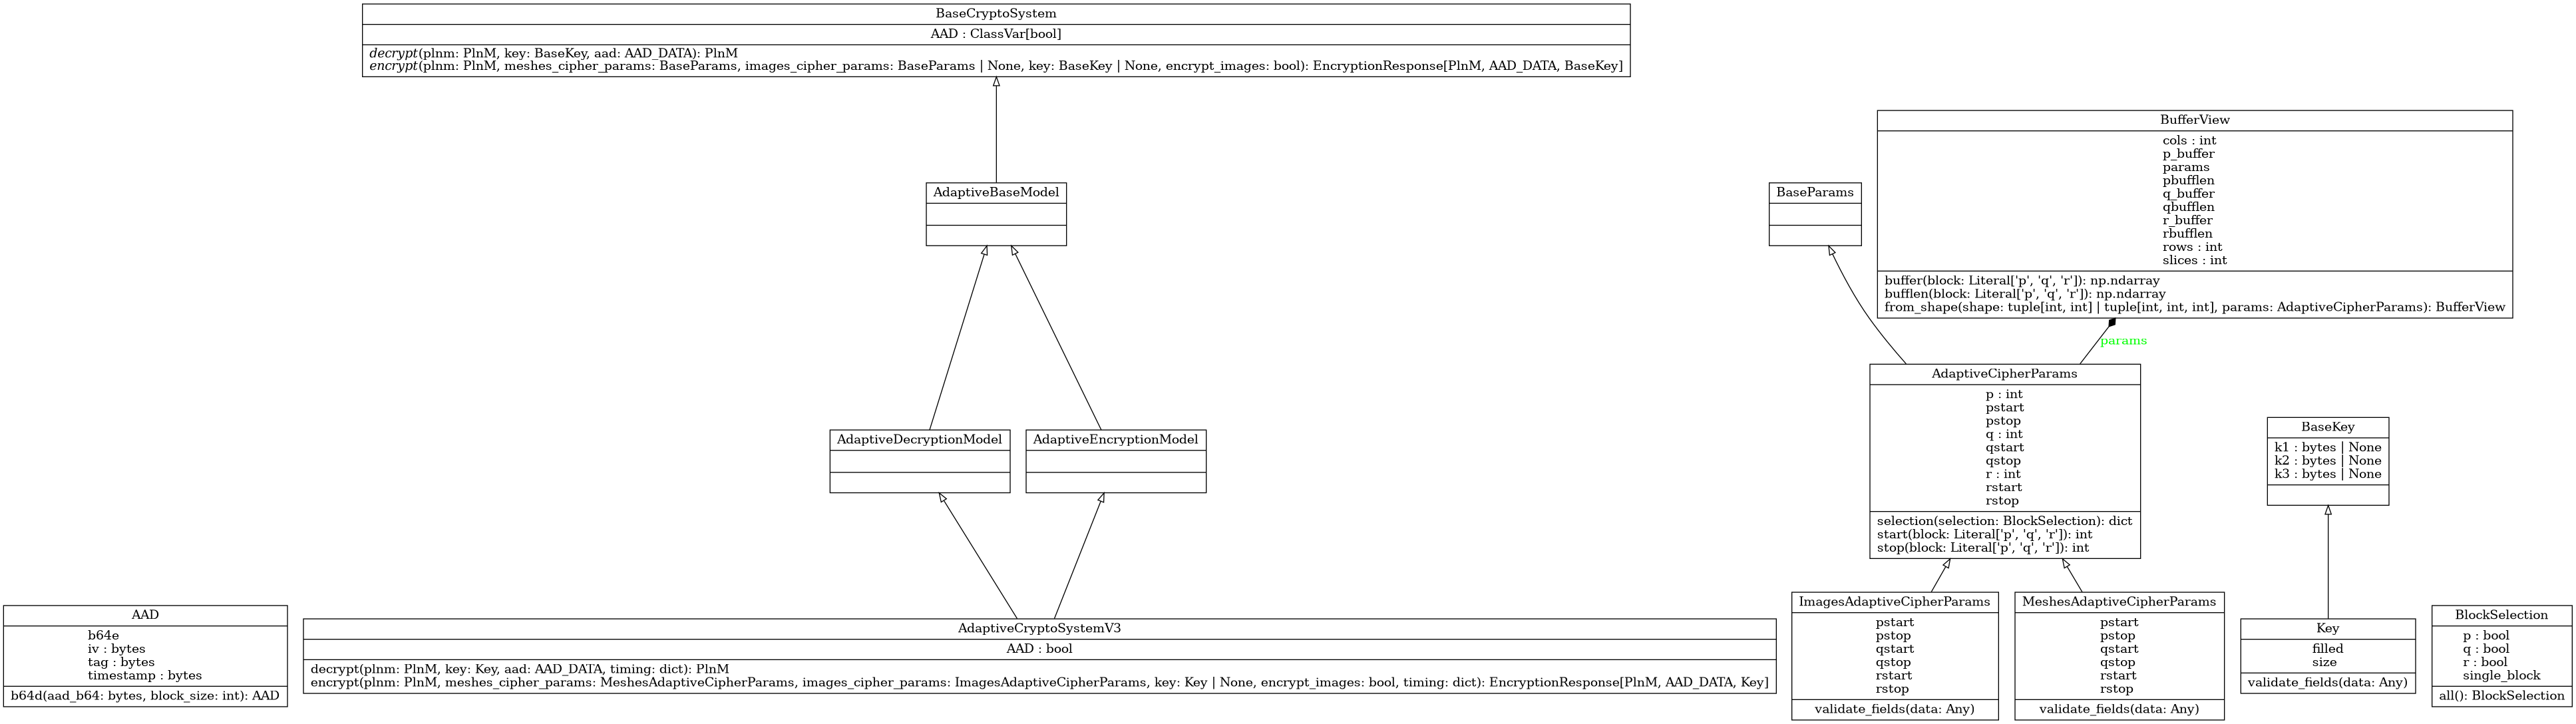 BaseCryptoSystem
AAD : ClassVar[bool]
decrypt(plnm: PlnM, key: BaseKey, aad: AAD_DATA): PlnM
encrypt(plnm: PlnM, meshes_cipher_params: BaseParams, images_cipher_params: BaseParams | None, key: BaseKey | None, encrypt_images: bool): EncryptionResponse[PlnM, AAD_DATA, BaseKey]
BufferView
cols : int
p_buffer
params
pbufflen
q_buffer
qbufflen
r_buffer
rbufflen
rows : int
slices : int
buffer(block: Literal['p', 'q', 'r']): np.ndarray
bufflen(block: Literal['p', 'q', 'r']): np.ndarray
from_shape(shape: tuple[int, int] | tuple[int, int, int], params: AdaptiveCipherParams): BufferView
AdaptiveBaseModel
BaseParams
params
AdaptiveCipherParams
p : int
pstart
pstop
q : int
qstart
qstop
r : int
rstart
rstop
selection(selection: BlockSelection): dict
start(block: Literal['p', 'q', 'r']): int
stop(block: Literal['p', 'q', 'r']): int
BaseKey
k1 : bytes | None
k2 : bytes | None
k3 : bytes | None
AdaptiveDecryptionModel
AdaptiveEncryptionModel
AAD
b64e
iv : bytes
tag : bytes
timestamp : bytes
b64d(aad_b64: bytes, block_size: int): AAD
AdaptiveCryptoSystemV3
AAD : bool
decrypt(plnm: PlnM, key: Key, aad: AAD_DATA, timing: dict): PlnM
encrypt(plnm: PlnM, meshes_cipher_params: MeshesAdaptiveCipherParams, images_cipher_params: ImagesAdaptiveCipherParams, key: Key | None, encrypt_images: bool, timing: dict): EncryptionResponse[PlnM, AAD_DATA, Key]
ImagesAdaptiveCipherParams
pstart
pstop
qstart
qstop
rstart
rstop
validate_fields(data: Any)
MeshesAdaptiveCipherParams
pstart
pstop
qstart
qstop
rstart
rstop
validate_fields(data: Any)
Key
filled
size
validate_fields(data: Any)
BlockSelection
p : bool
q : bool
r : bool
single_block
all(): BlockSelection